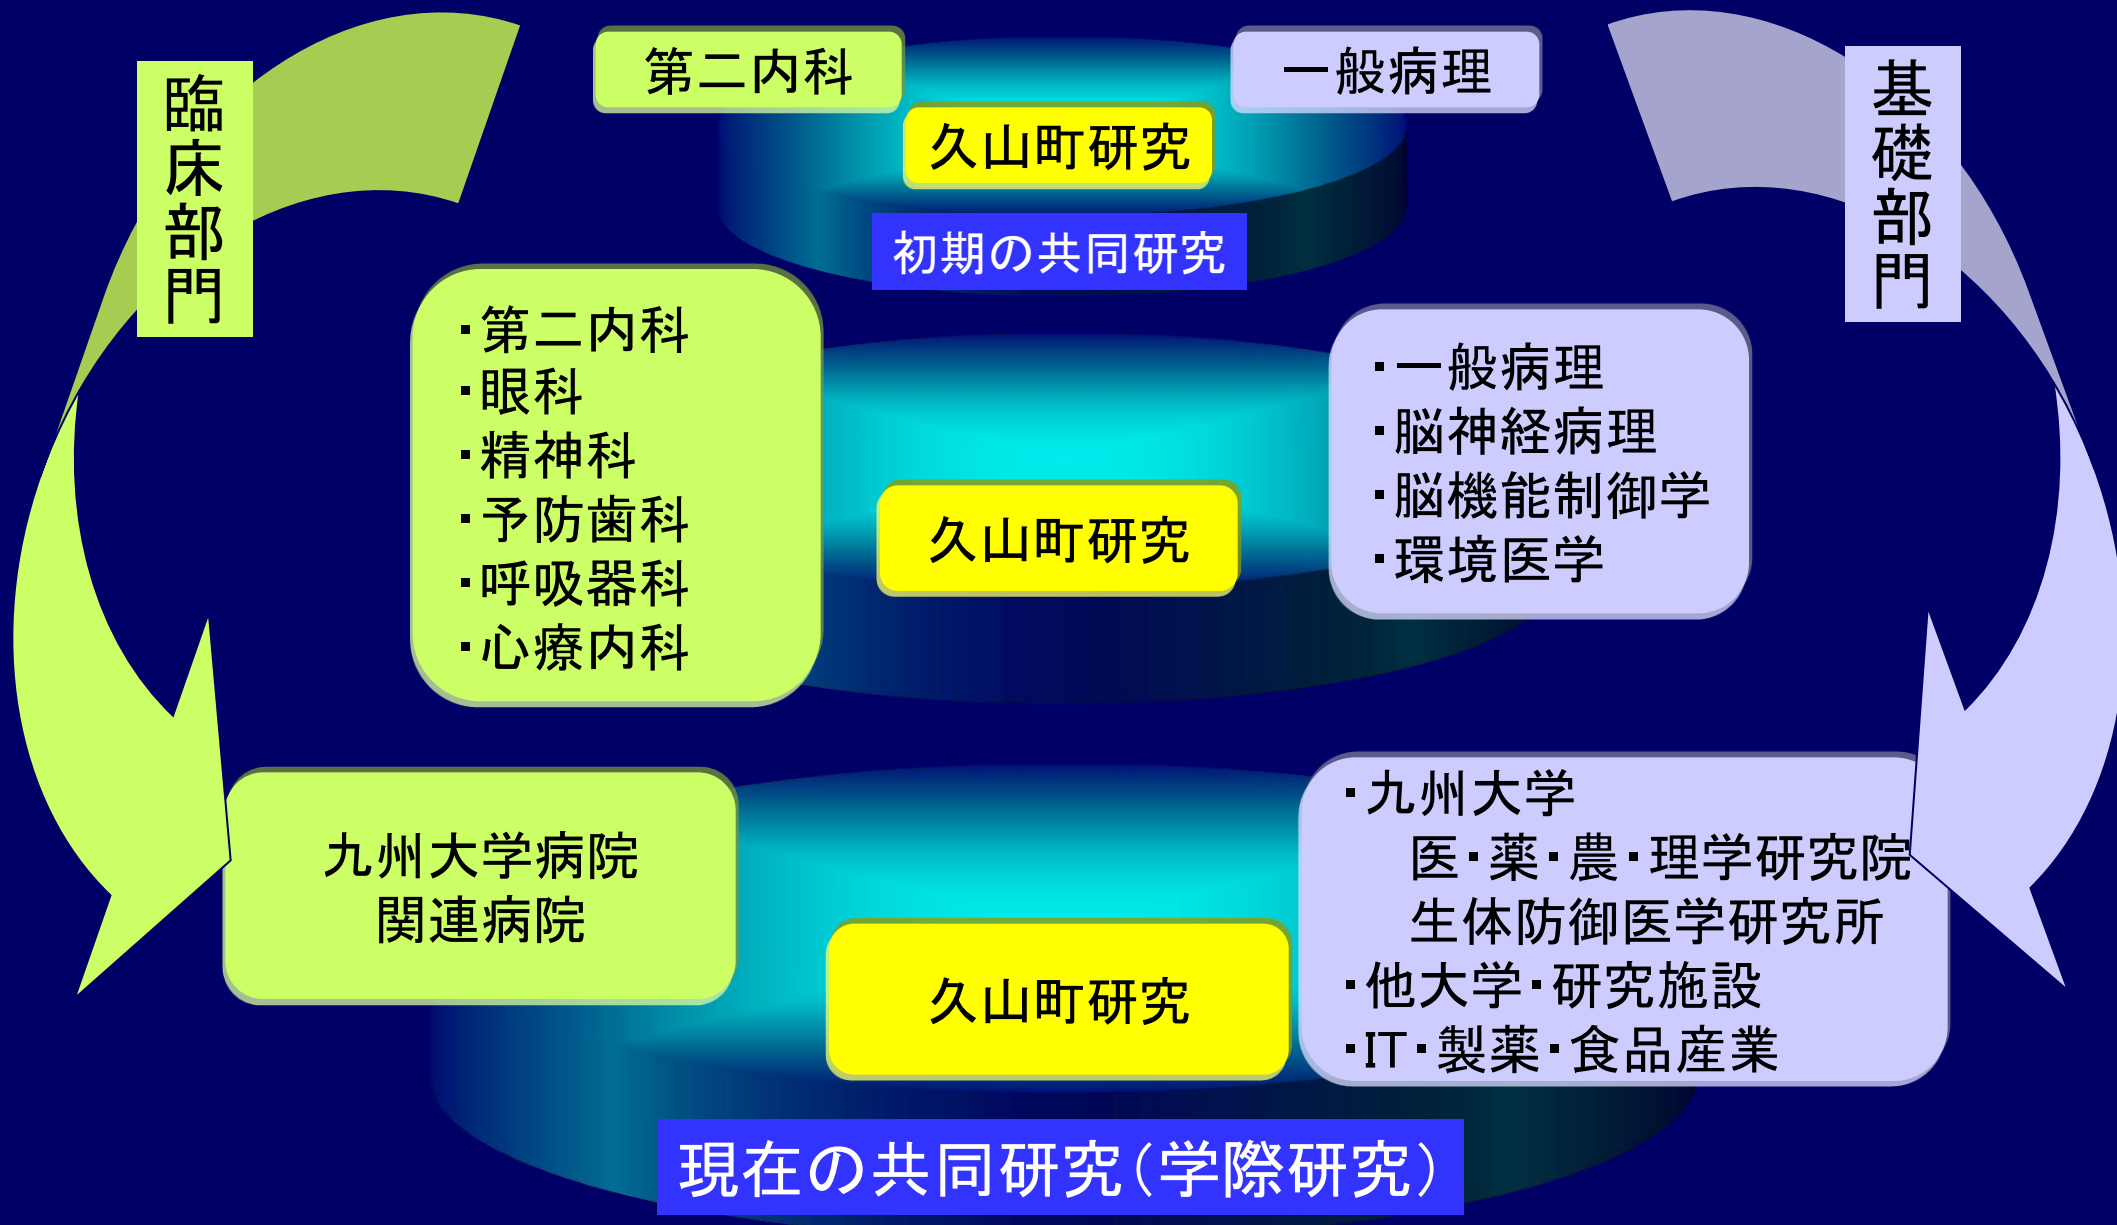 臨床部門
第二内科
一般病理
基礎部門
久山町研究
初期の共同研究
・第二内科
・眼科
・精神科
・予防歯科
・呼吸器科
・心療内科
久山町研究
・一般病理
・脳神経病理
・脳機能制御学
・環境医学
九州大学病院
関連病院
久山町研究
・九州大学
医・薬・農・理学研究院
生体防御医学研究所
・他大学・研究施設
・IT・製薬・食品産業
現在の共同研究（学際研究）